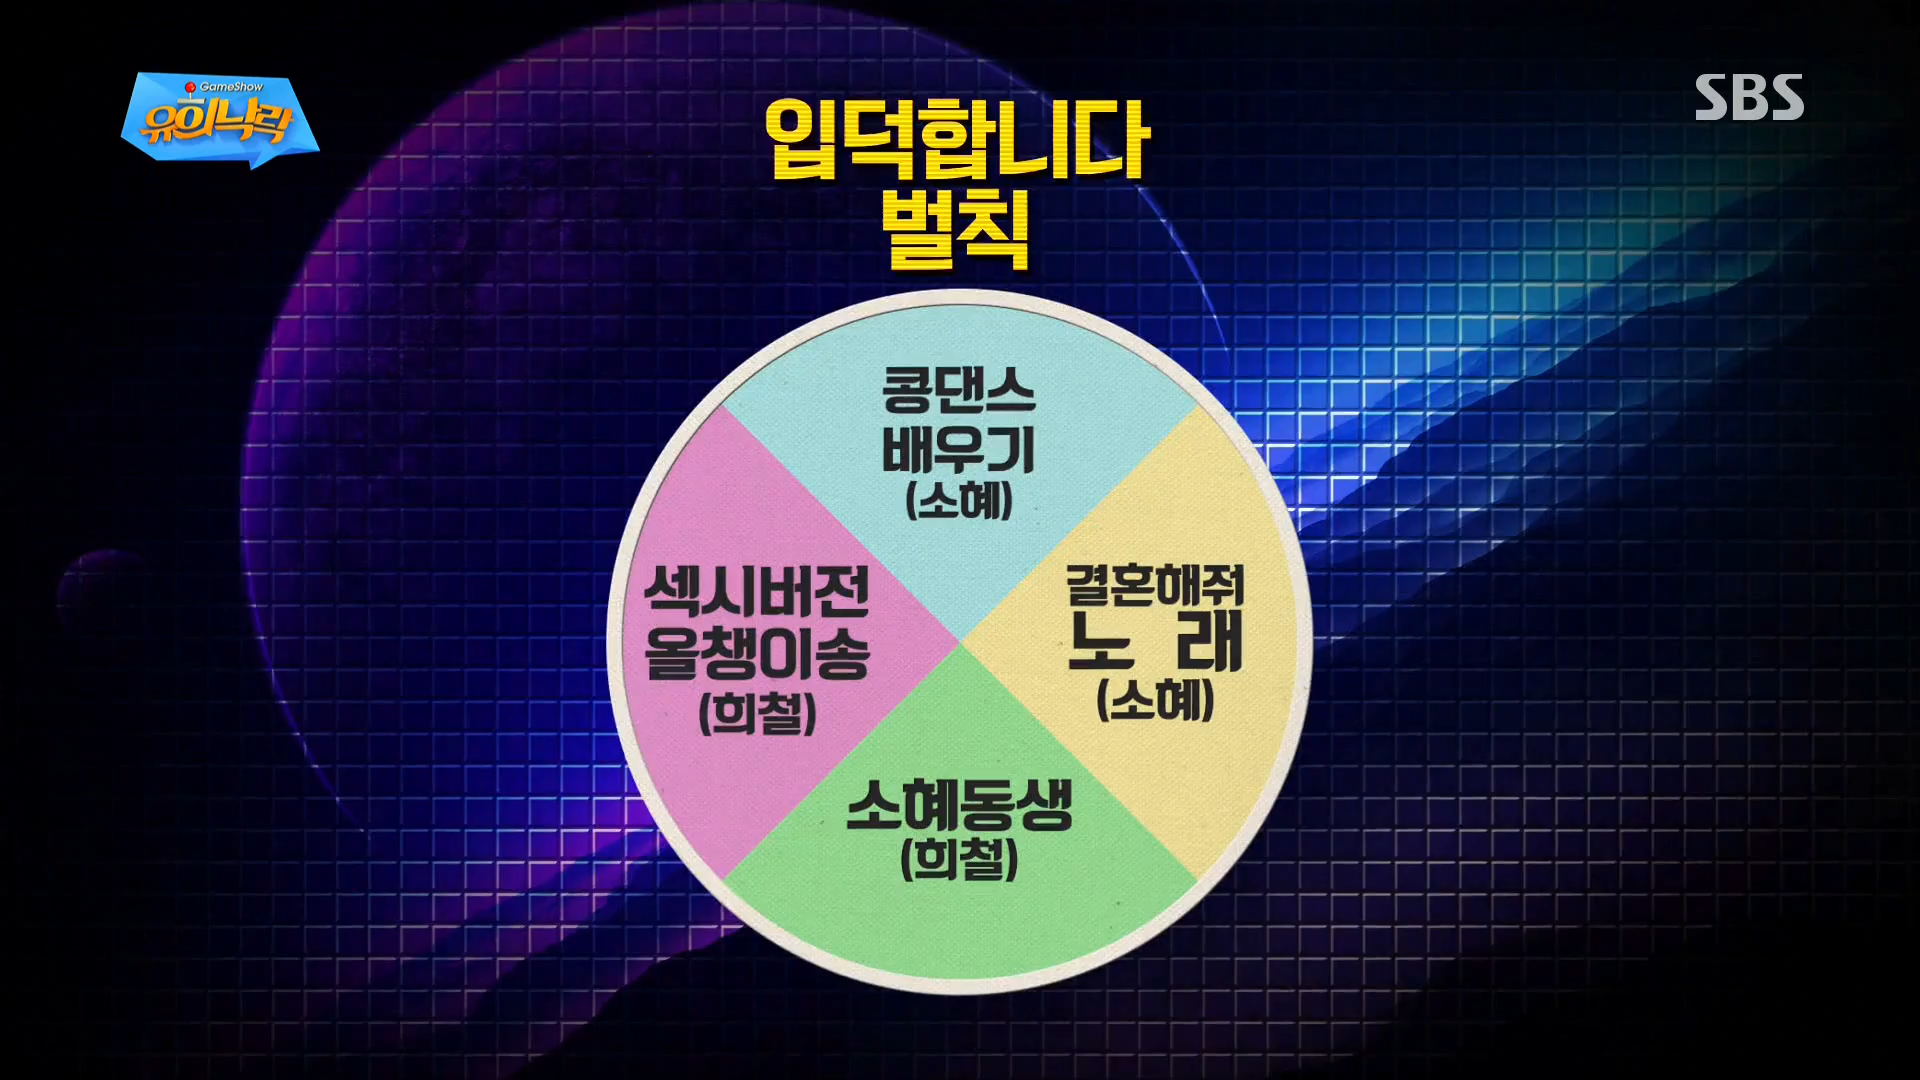 GameShow
유희낙락
SBS
입덕합니다
벌칙
콩댄스
배우기
(소혜)
섹시버전
올챙이송
(희철)
결혼해줘
노래
(소혜)
소혜동생
(희철)